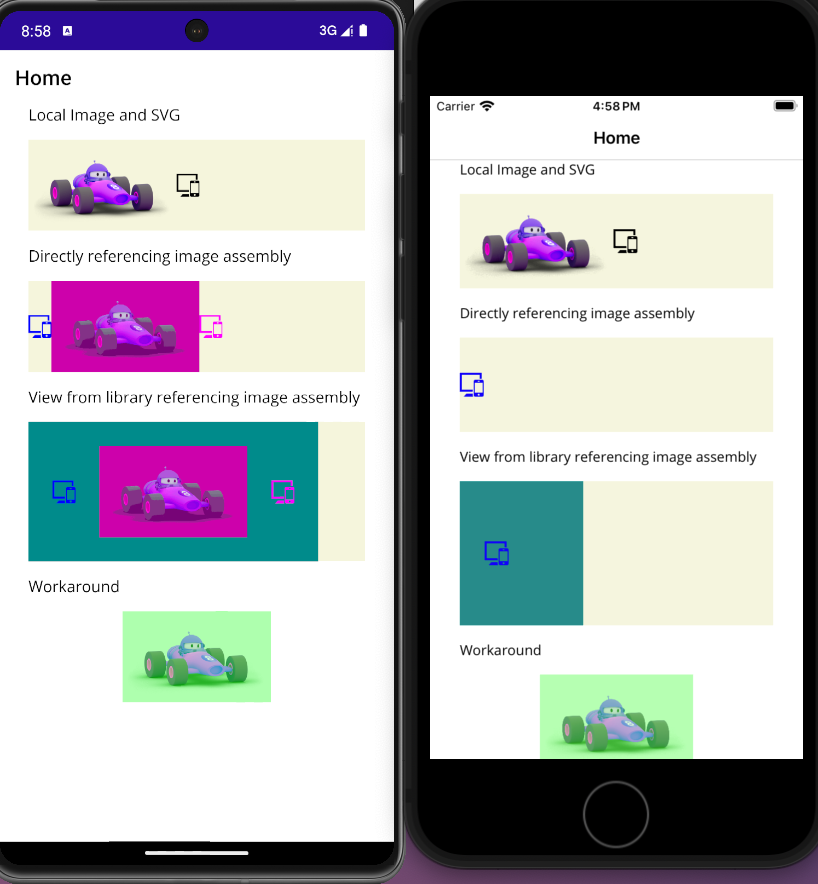 8:58 A 3G
Home
Local Image and SVG
Directly referencing image assembly
View from library referencing image assembly
Workaround
Carrier 4:58 PM
Home
Local Image and SVG
Directly referencing image assembly
View from library referencing image assembly
Workaround